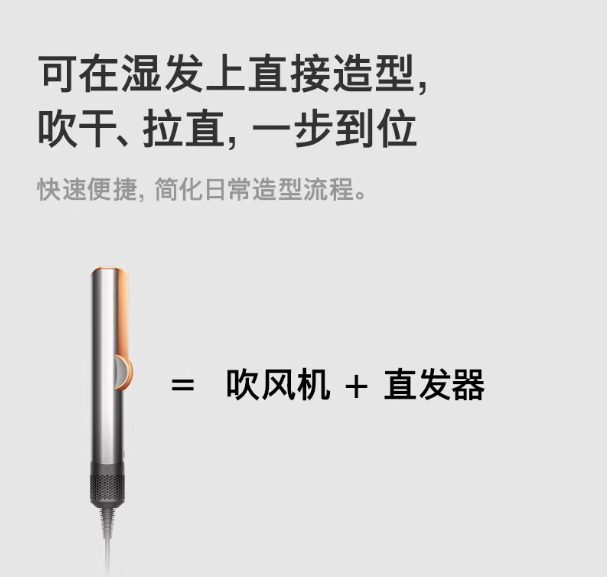 可在湿发上直接造型,
吹干、拉直, 一步到位
快速便捷, 简化日常造型流程。
= 吹风机 + 直发器